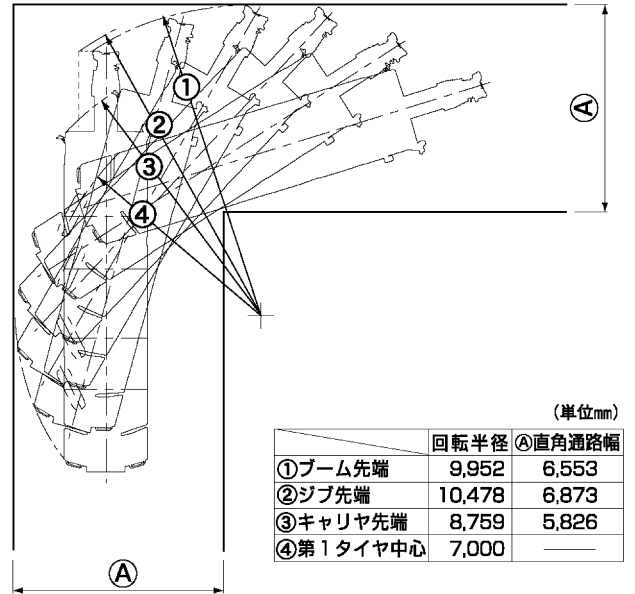 ①
②
③
④
Ⓐ
Ⓐ
(単位mm)
回転半径 Ⓐ直角通路幅
①ブーム先端 9,952 6,553
②ジブ先端 10,478 6,873
③キャリヤ先端 8,759 5,826
④第1タイヤ中心 7,000 ——